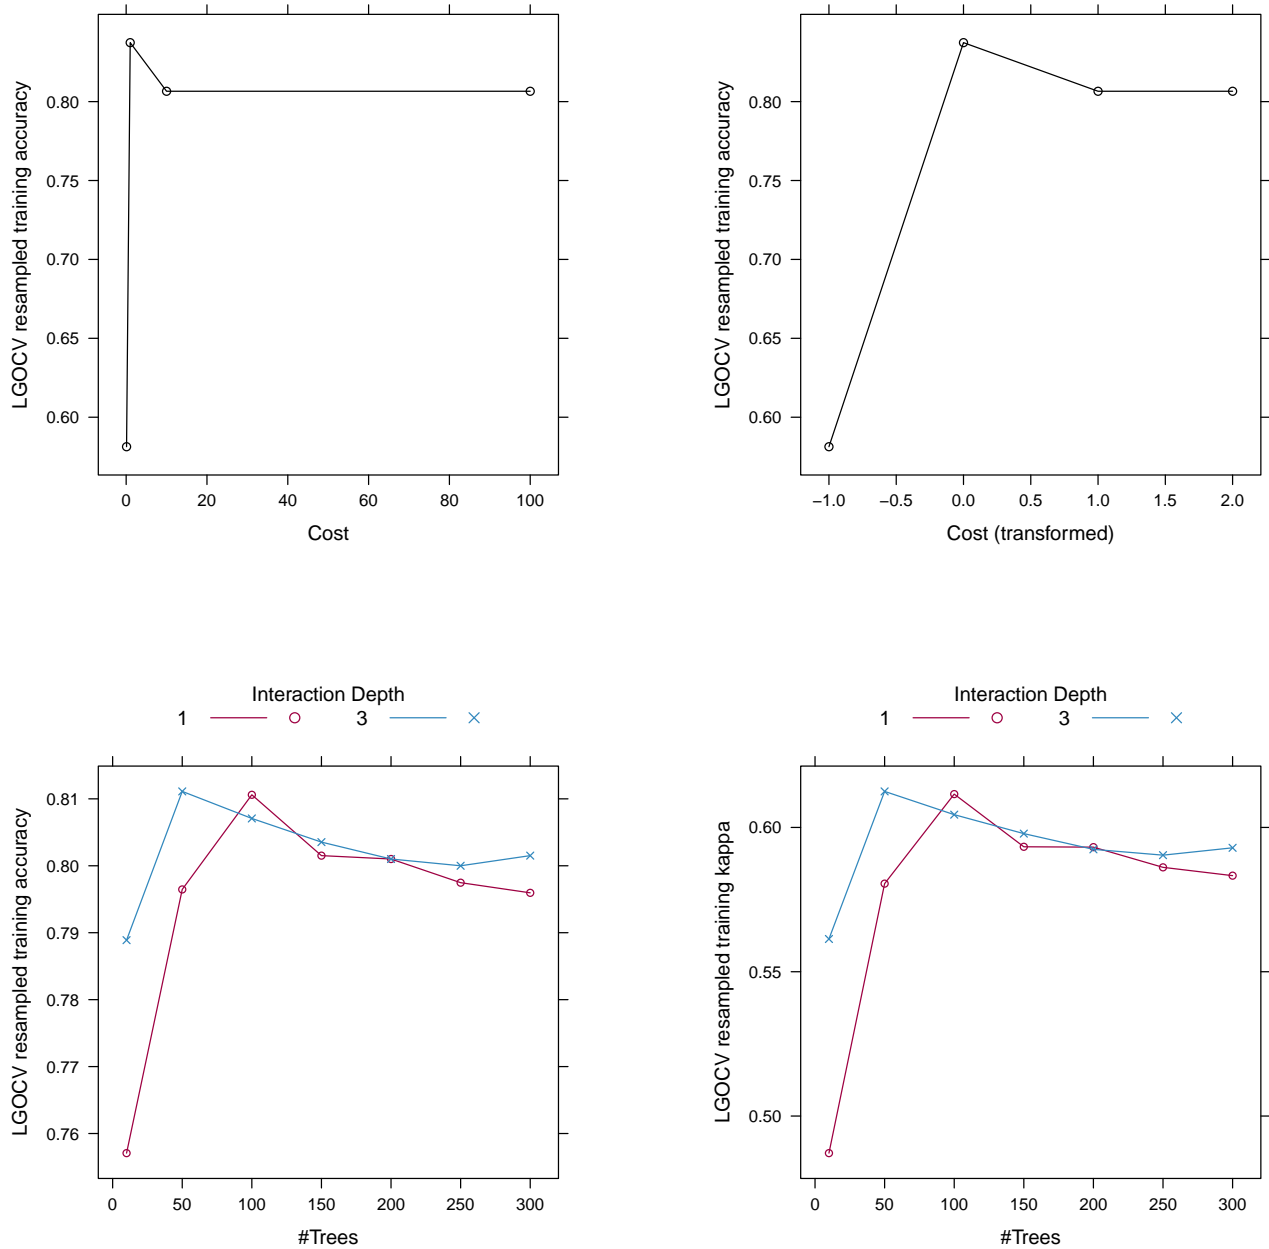 LGOCV resampled training accuracy
0.80
0.75
0.70
0.65
0.60
0 20 40 60 80 100
Cost
LGOCV resampled training accuracy
0.80
0.75
0.70
0.65
0.60
−1.0 −0.5 0.0 0.5 1.0 1.5 2.0
Cost (transformed)
Interaction Depth
1 3
LGOCV resampled training accuracy
0.81
0.80
0.79
0.78
0.77
0.76
0 50 100 150 200 250 300
#Trees
Interaction Depth
1 3
LGOCV resampled training kappa
0.60
0.55
0.50
0 50 100 150 200 250 300
#Trees